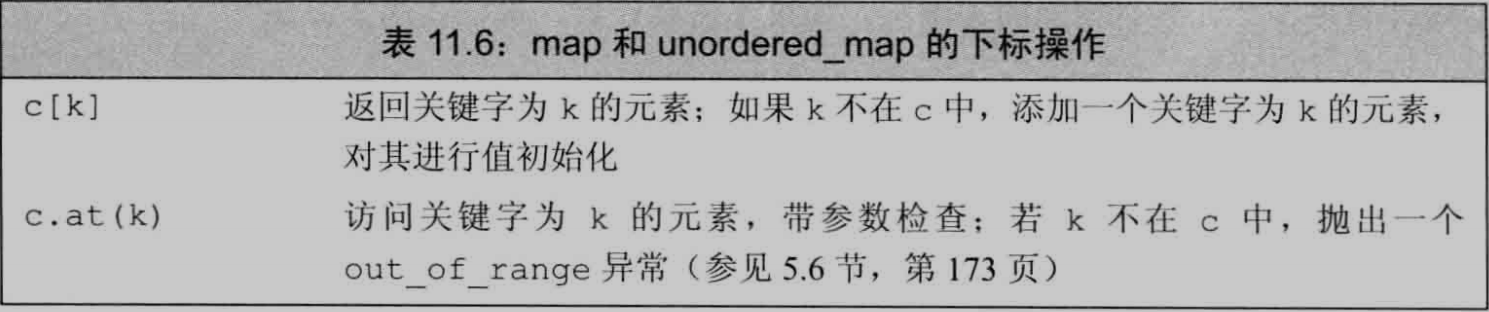 表 11.6：map 和 unordered_map 的下标操作
c[k] 返回关键字为 k 的元素；如果 k 不在 c 中，添加一个关键字为 k 的元素，
对其进行值初始化
c.at(k) 访问关键字为 k 的元素，带参数检查；若 k 不在 c 中，抛出一个
out_of_range 异常（参见 5.6 节，第 173 页）